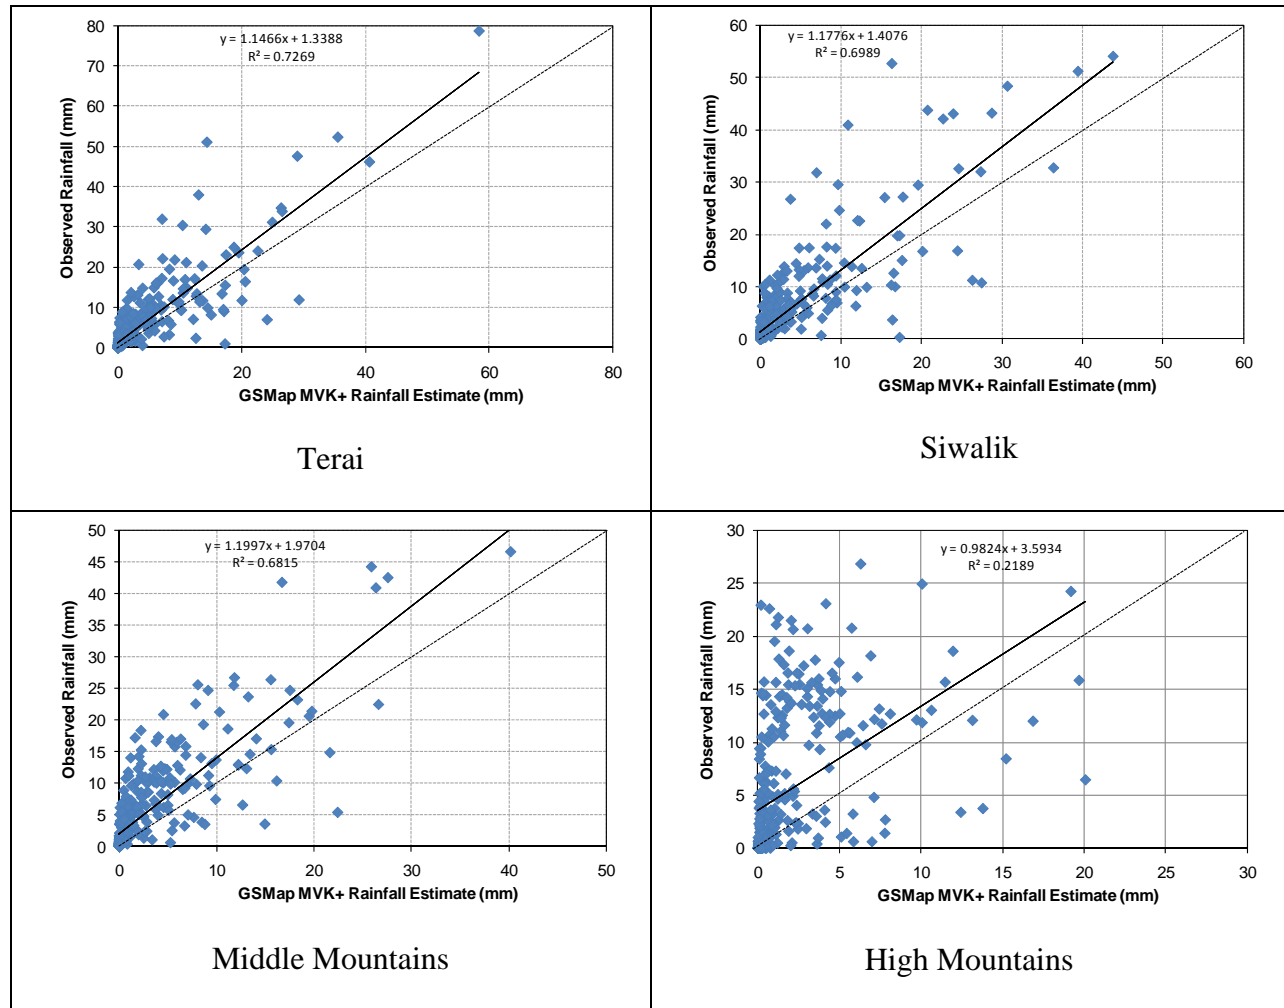 80
70
60
50
40
30
20
10
0
y = 1.1466x + 1.3388
R² = 0.7269
Observed Rainfall (mm)
0 20 40 60 80
GSMap MVK+ Rainfall Estimate (mm)
Terai
60
50
40
30
20
10
0
y = 1.1776x + 1.4076
R² = 0.6989
Observed Rainfall (mm)
0 10 20 30 40 50 60
GSMap MVK+ Rainfall Estimate (mm)
Siwalik
50
45
40
35
30
25
20
15
10
5
0
y = 1.1997x + 1.9704
R² = 0.6815
Observed Rainfall (mm)
0 10 20 30 40 50
GSMap MVK+ Rainfall Estimate (mm)
Middle Mountains
30
25
20
15
10
5
0
y = 0.9824x + 3.5934
R² = 0.2189
Observed Rainfall (mm)
0 5 10 15 20 25 30
GSMap MVK+ Rainfall Estimate (mm)
High Mountains